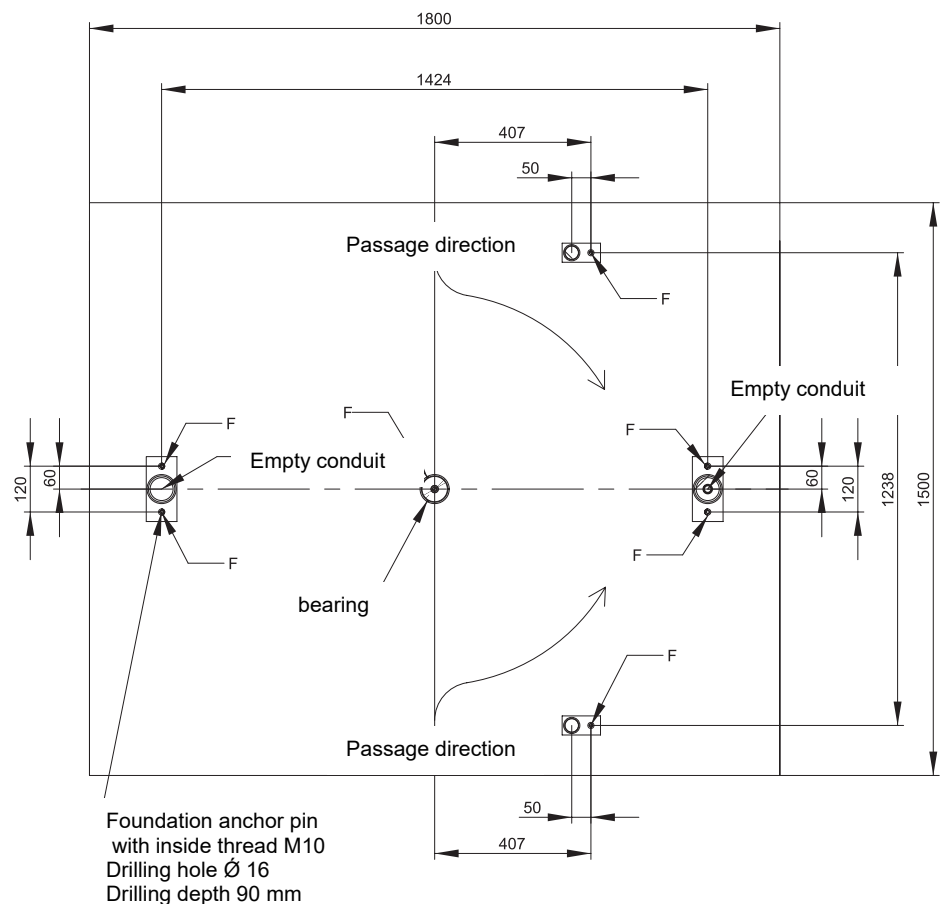 1800
1424
407
50
Passage direction
F
Empty conduit
F
F
F
Empty conduit
120
60
60
120
1238
1500
F
F
bearing
F
Passage direction
50
407
Foundation anchor pin
with inside thread M10
Drilling hole Ø 16
Drilling depth 90 mm